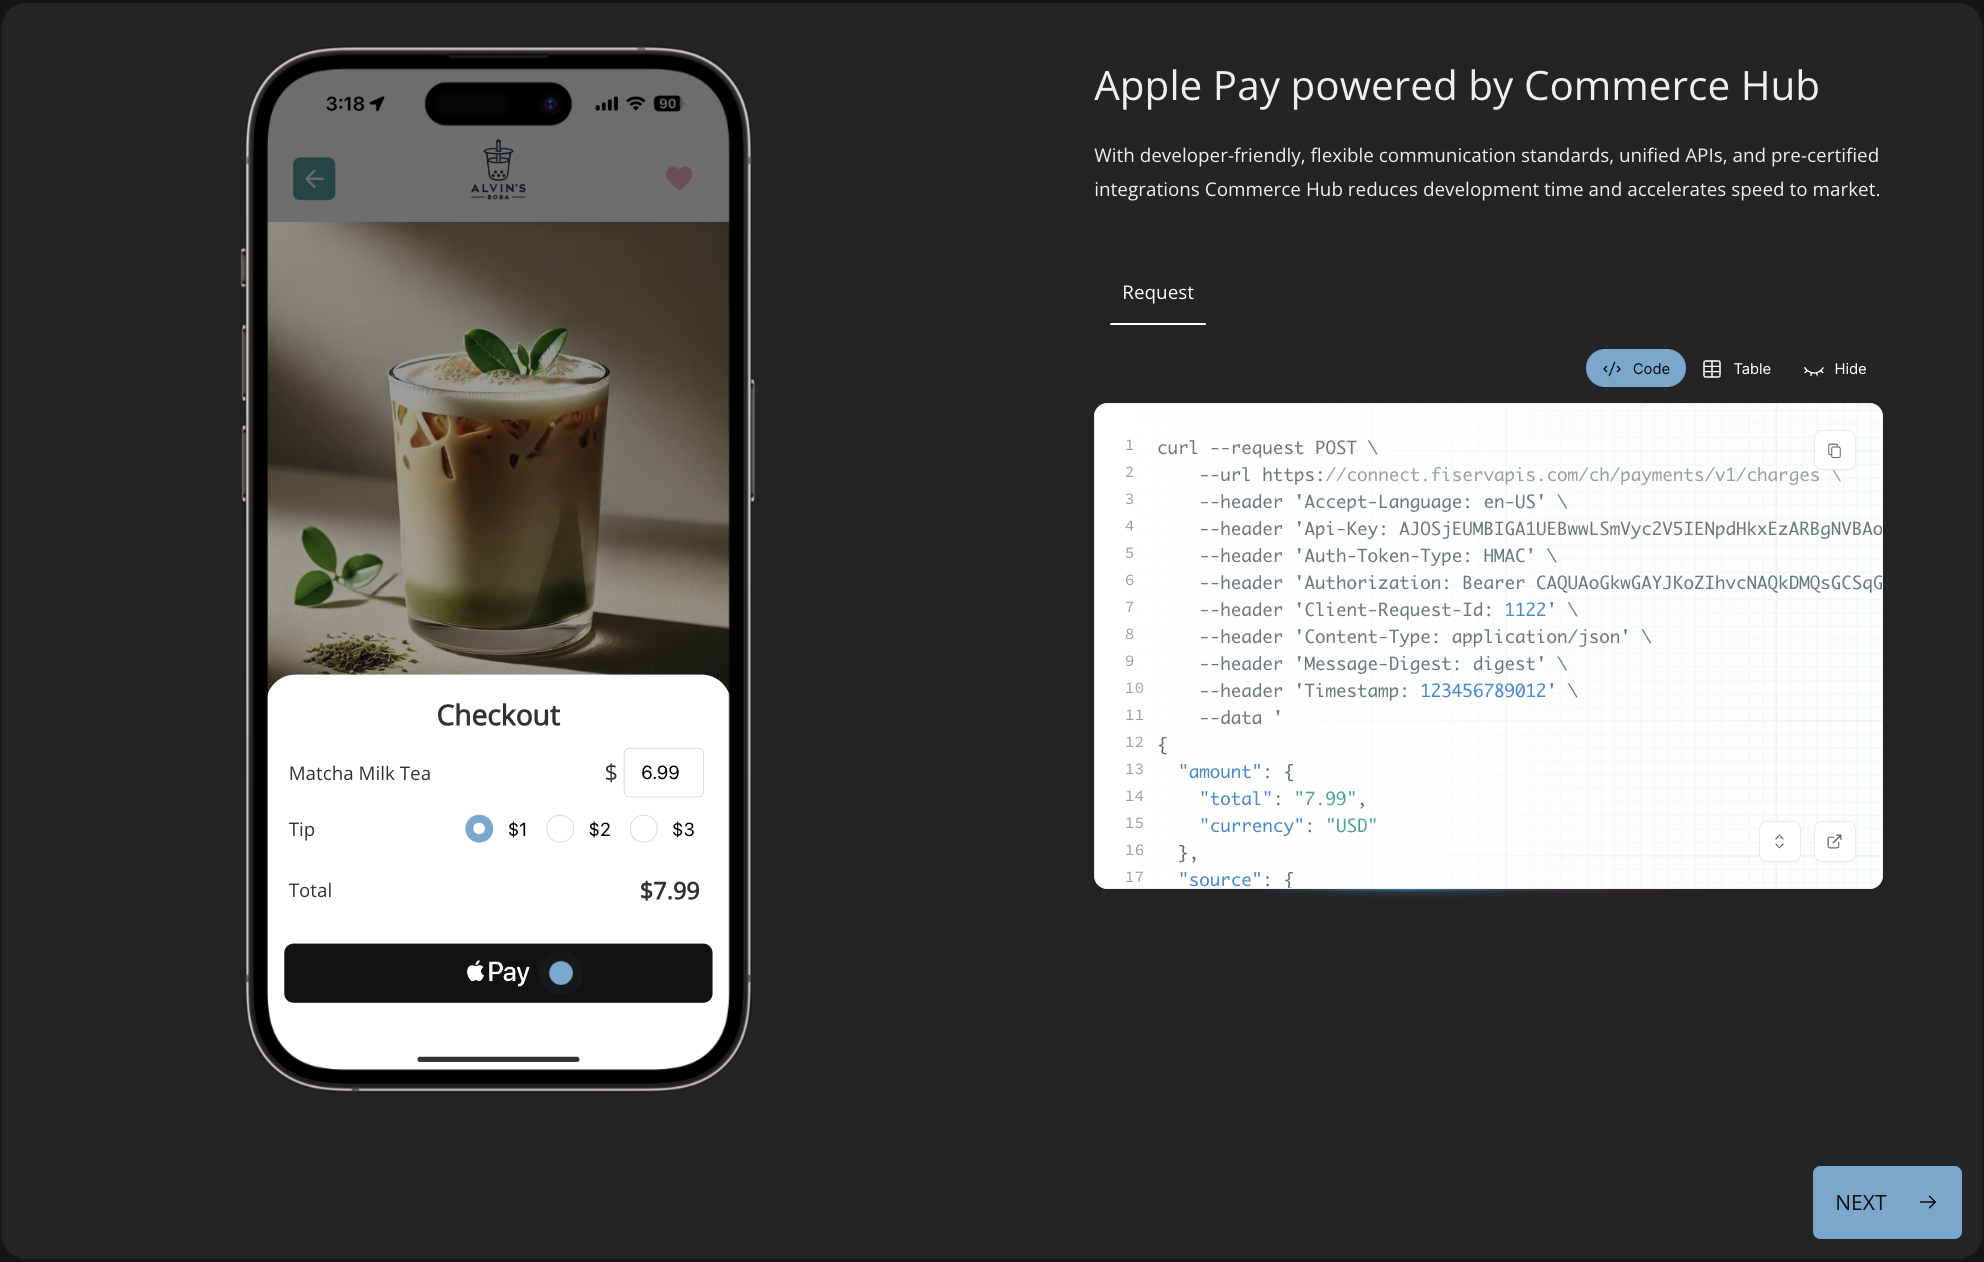 3:18
90
ALVIN'S
BOBA
Checkout
Matcha Milk Tea $ 6.99
Tip $1 $2 $3
Total $7.99
Pay
Apple Pay powered by Commerce Hub
With developer-friendly, flexible communication standards, unified APIs, and pre-certified
integrations Commerce Hub reduces development time and accelerates speed to market.
Request
</> Code Table Hide
1 curl --request POST \
2 --url https://connect.fiservapis.com/ch/payments/v1/charges \
3 --header 'Accept-Language: en-US' \
4 --header 'Api-Key: AJOSjEUMBIGA1UEBwwLSmVyc2V5IENpdHkxEzARBgNVBAo
5 --header 'Auth-Token-Type: HMAC' \
6 --header 'Authorization: Bearer CAQUAoGkwGAYJKoZIhvcNAQkDMQsGCSqG
7 --header 'Client-Request-Id: 1122' \
8 --header 'Content-Type: application/json' \
9 --header 'Message-Digest: digest' \
10 --header 'Timestamp: 123456789012' \
11 --data '
12 {
13 "amount": {
14 "total": "7.99",
15 "currency": "USD"
16 },
17 "source": {
NEXT